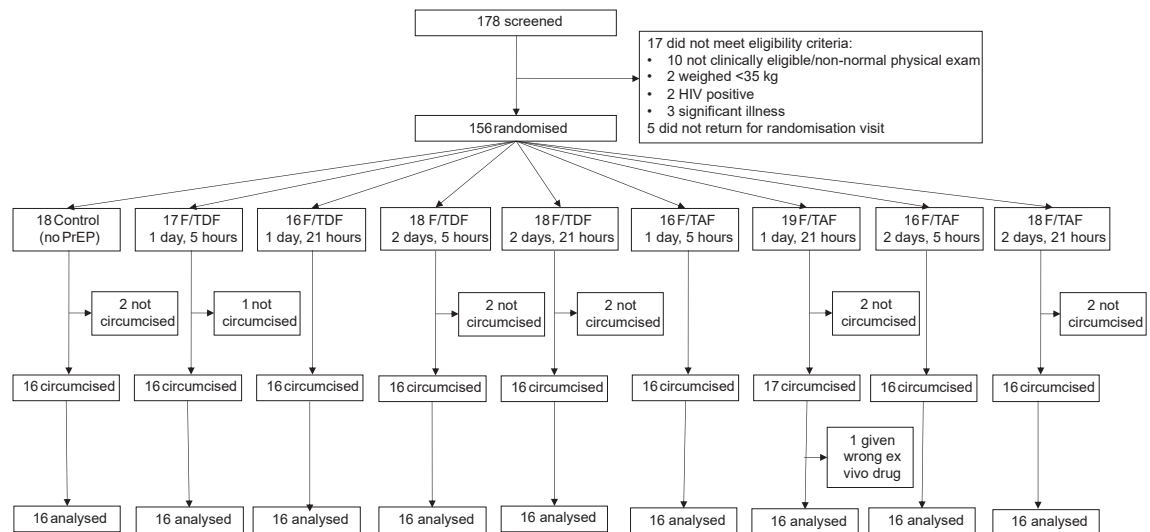 178 screened
17 did not meet eligibility criteria:
• 10 not clinically eligible/non-normal physical exam
• 2 weighed <35 kg
• 2 HIV positive
• 3 significant illness
5 did not return for randomisation visit
156 randomised
18 Control
(no PrEP)
17 F/TDF
1 day, 5 hours
16 F/TDF
1 day, 21 hours
18 F/TDF
2 days, 5 hours
18 F/TDF
2 days, 21 hours
16 F/TAF
1 day, 5 hours
19 F/TAF
1 day, 21 hours
16 F/TAF
2 days, 5 hours
18 F/TAF
2 days, 21 hours
2 not
circumcised
1 not
circumcised
2 not
circumcised
2 not
circumcised
2 not
circumcised
2 not
circumcised
16 circumcised
16 circumcised
16 circumcised
16 circumcised
16 circumcised
16 circumcised
17 circumcised
16 circumcised
16 circumcised
1 given
wrong ex
vivo drug
16 analysed
16 analysed
16 analysed
16 analysed
16 analysed
16 analysed
16 analysed
16 analysed
16 analysed